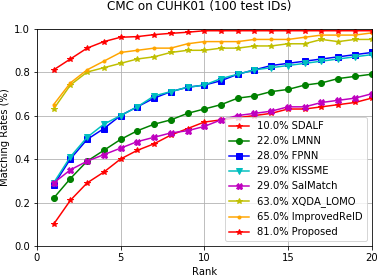 CMC on CUHK01 (100 test IDs)
Matching Rates (%)
1.0
0.8
0.6
0.4
0.2
0.0
0
5
10
15
20
Rank
10.0% SDALF
22.0% LMNN
28.0% FPNN
29.0% KISSME
29.0% SalMatch
63.0% XQDA_LOMO
65.0% ImprovedReID
81.0% Proposed